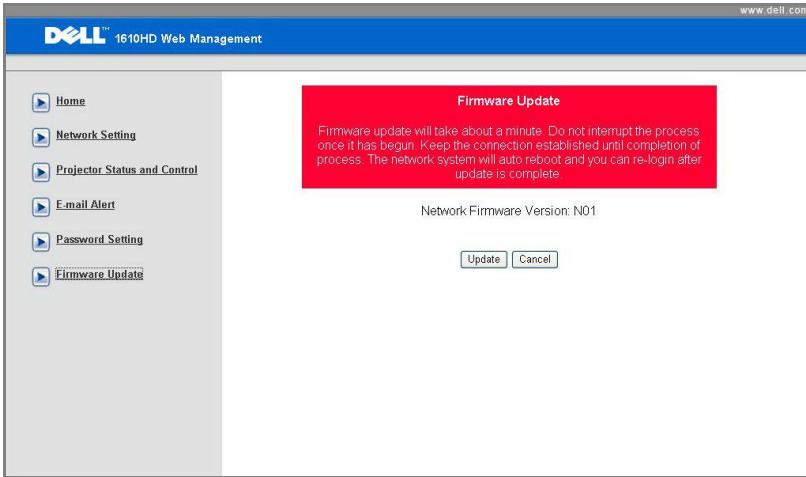 www.dell.com
DELL™ 1610HD Web Management
Home
Network Setting
Projector Status and Control
E-mail Alert
Password Setting
Firmware Update
Firmware Update
Firmware update will take about a minute. Do not interrupt the process
once it has begun. Keep the connection established until completion of
process. The network system will auto reboot and you can re-login after
update is complete.
Network Firmware Version: N01
Update Cancel